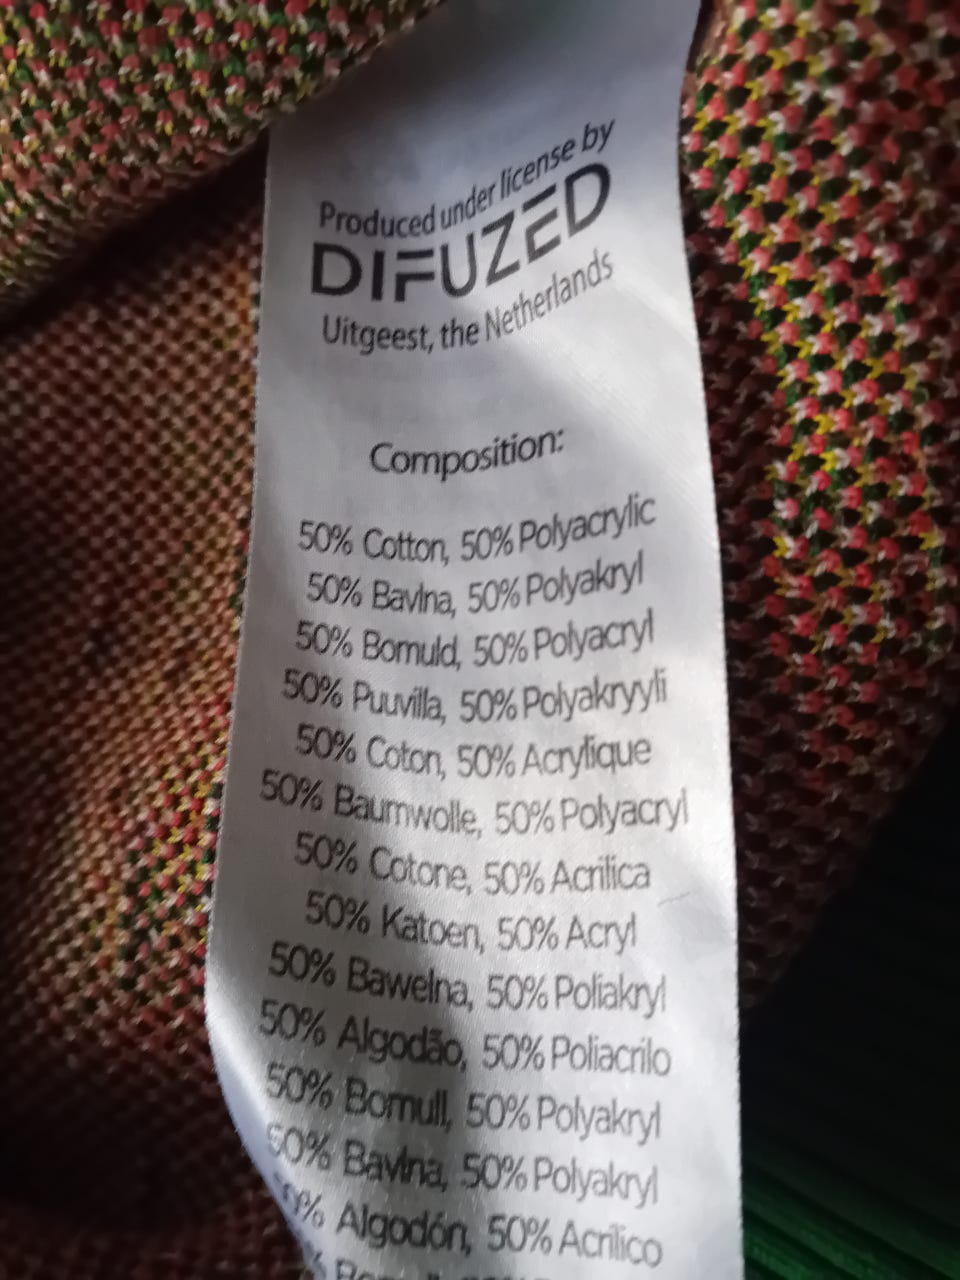 Produced under license by
DIFUZED
Uitgeest, the Netherlands
Composition:
50% Cotton, 50% Polyacrylic
50% Bavlna, 50% Polyakryl
50% Bomuld, 50% Polyacryl
50% Puuvilla, 50% Polyakryyli
50% Coton, 50% Acrylique
50% Baumwolle, 50% Polyacryl
50% Cotone, 50% Acrilica
50% Katoen, 50% Acryl
50% Bawelna, 50% Poliakryl
50% Algodão, 50% Poliacrilo
50% Bomull, 50% Polyakryl
50% Bavlna, 50% Polyakryl
50% Algodón, 50% Acrílico